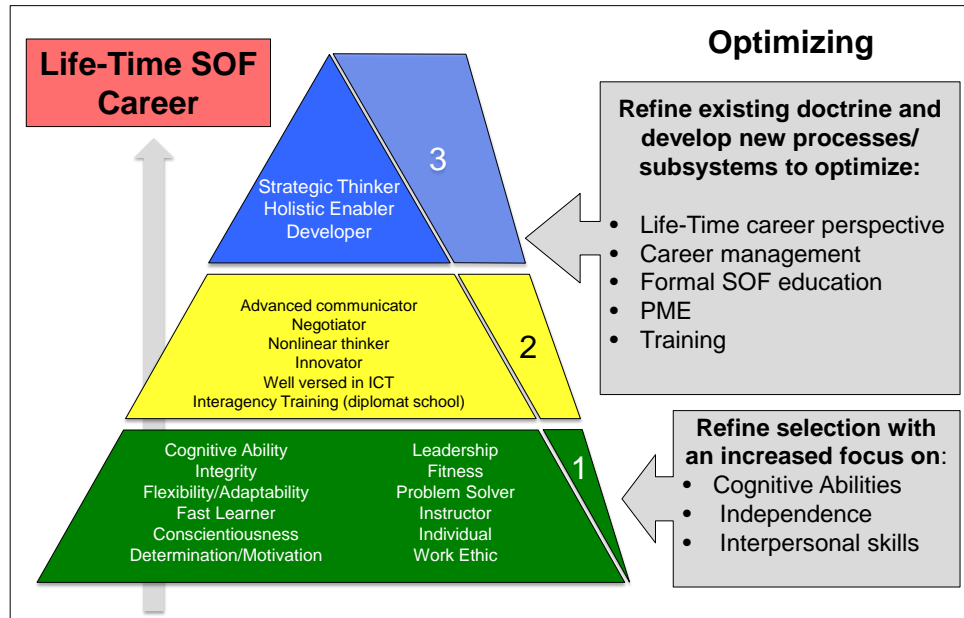 Life-Time SOF
Career
Optimizing
Refine existing doctrine and
develop new processes/
subsystems to optimize:
• Life-Time career perspective
• Career management
• Formal SOF education
• PME
• Training
3
Strategic Thinker
Holistic Enabler
Developer
2
Advanced communicator
Negotiator
Nonlinear thinker
Innovator
Well versed in ICT
Interagency Training (diplomat school)
Refine selection with
an increased focus on:
• Cognitive Abilities
• Independence
• Interpersonal skills
1
Cognitive Ability
Integrity
Flexibility/Adaptability
Fast Learner
Conscientiousness
Determination/Motivation
Leadership
Fitness
Problem Solver
Instructor
Individual
Work Ethic